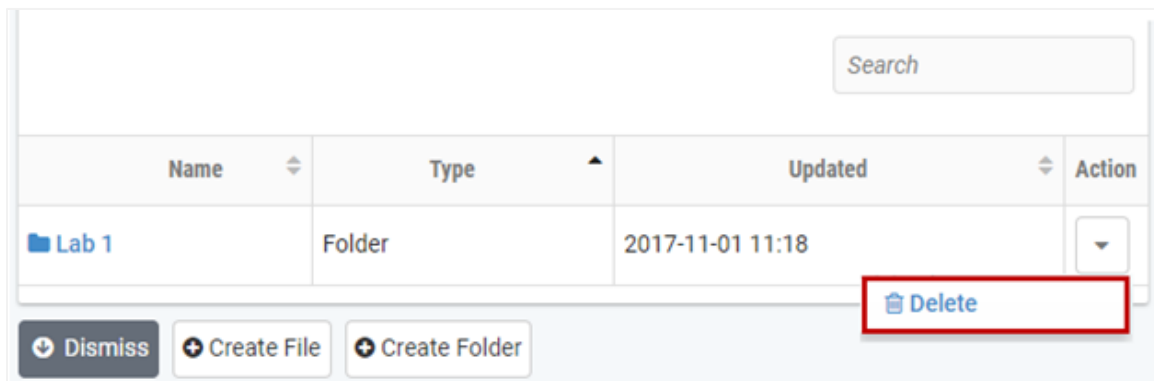 Search
Name Type Updated Action
Lab 1 Folder 2017-11-01 11:18
Delete
Dismiss Create File Create Folder